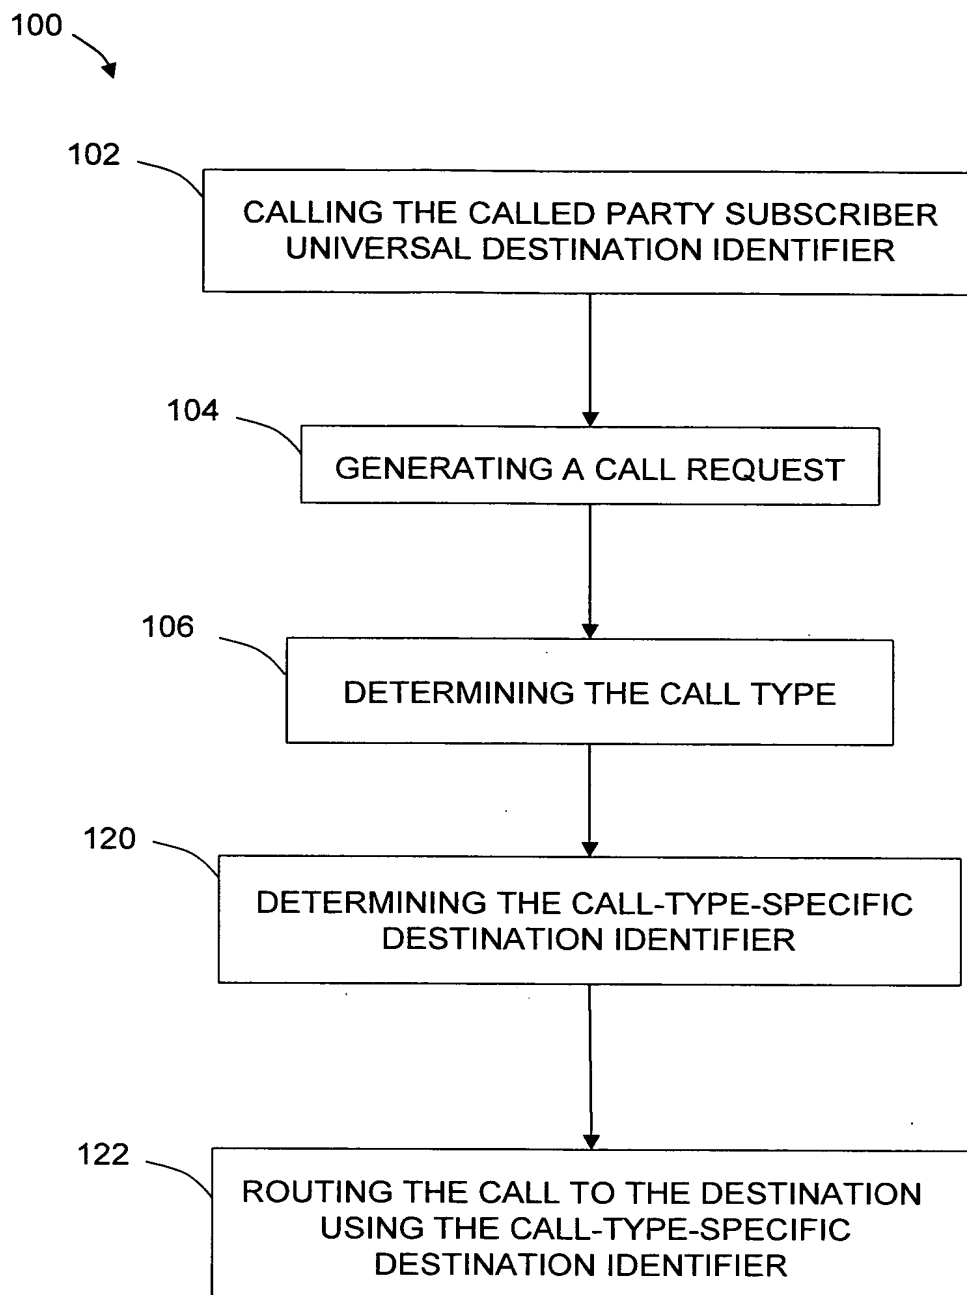 100
102
CALLING THE CALLED PARTY SUBSCRIBER
UNIVERSAL DESTINATION IDENTIFIER
104
GENERATING A CALL REQUEST
106
DETERMINING THE CALL TYPE
120
DETERMINING THE CALL-TYPE-SPECIFIC
DESTINATION IDENTIFIER
122
ROUTING THE CALL TO THE DESTINATION
USING THE CALL-TYPE-SPECIFIC
DESTINATION IDENTIFIER